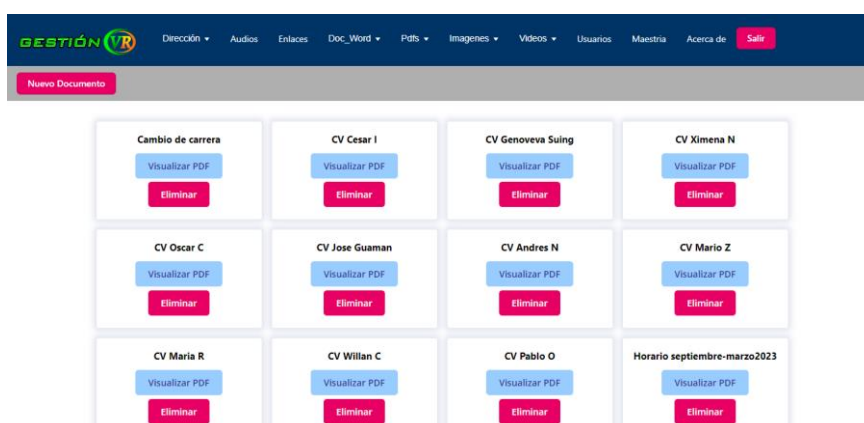 GESTIÓN VR Dirección Audios Enlaces Doc_Word Pdfs Imagenes Videos Usuarios Maestria Acerca de Salir
Nuevo Documento
Cambio de carrera CV Cesar I CV Genoveva Suing CV Ximena N
Visualizar PDF Visualizar PDF Visualizar PDF Visualizar PDF
Eliminar Eliminar Eliminar Eliminar
CV Oscar C CV Jose Guaman CV Andres N CV Mario Z
Visualizar PDF Visualizar PDF Visualizar PDF Visualizar PDF
Eliminar Eliminar Eliminar Eliminar
CV Maria R CV Willan C CV Pablo O Horario septiembre-marzo2023
Visualizar PDF Visualizar PDF Visualizar PDF Visualizar PDF
Eliminar Eliminar Eliminar Eliminar